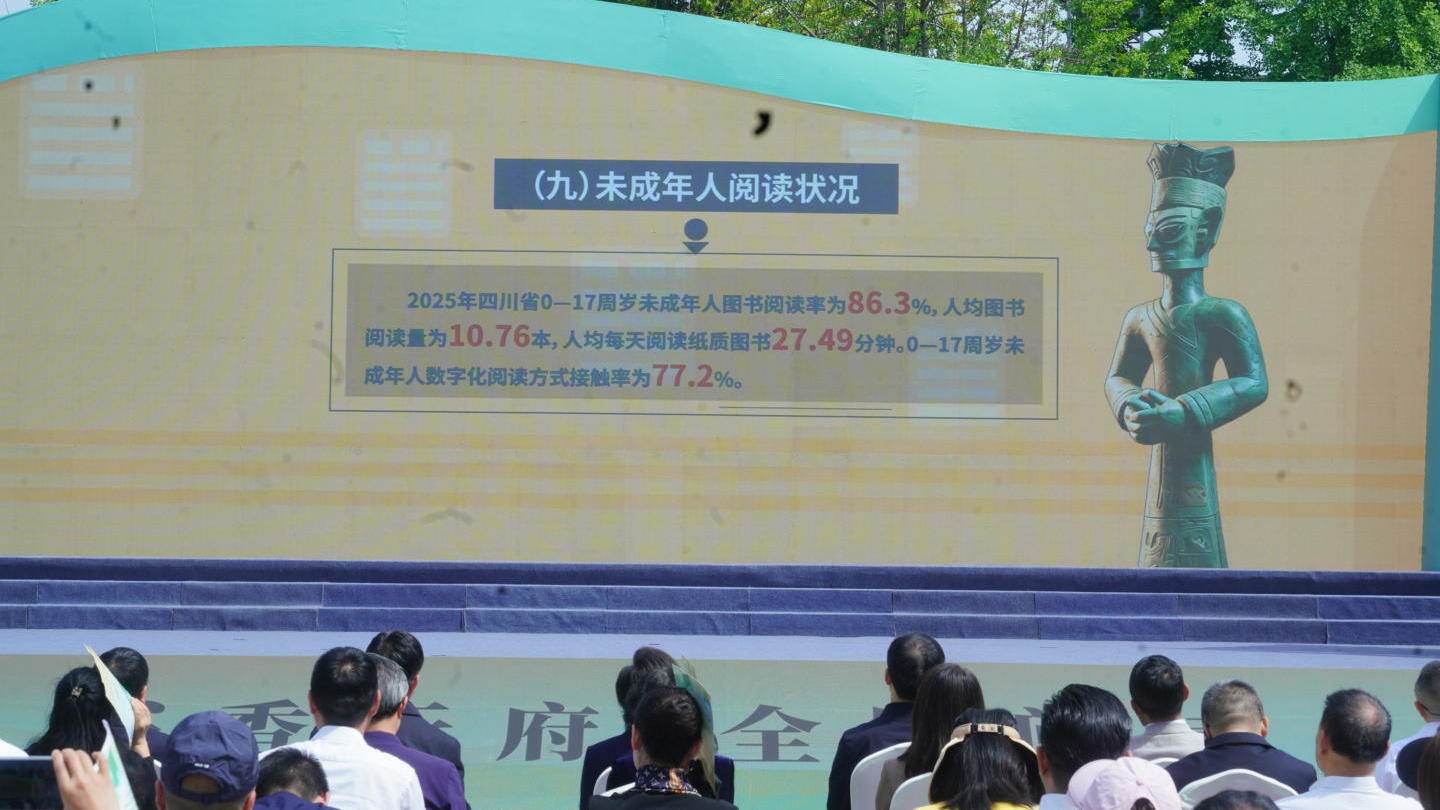 （九）未成年人阅读状况
2025年四川省0—17周岁未成年人图书阅读率为86.3%，人均图书
阅读量为10.76本，人均每天阅读纸质图书27.49分钟。0—17周岁未
成年人数字化阅读方式接触率为77.2%。
委 府 全